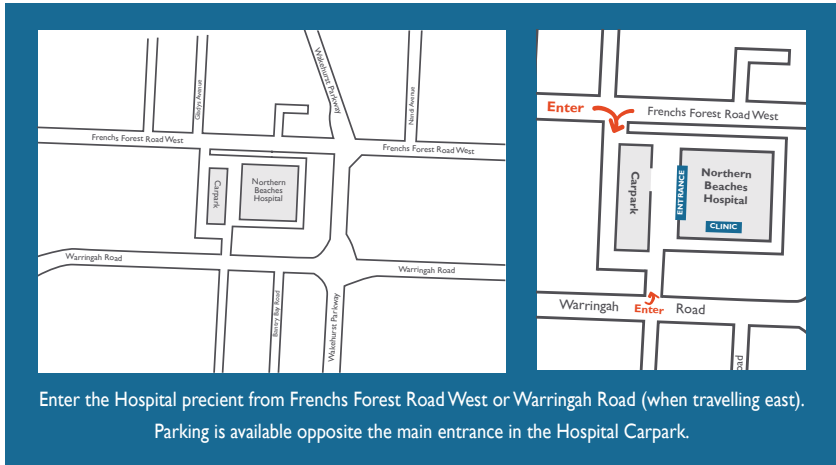 Gladys Avenue
Wakehurst Parkway
Nandi Avenue
Frenchs Forest Road West
Frenchs Forest Road West
Carpark
Northern
Beaches
Hospital
Warringah Road
Warringah Road
Bantry Bay Road
Wakehurst Parkway
Enter
Frenchs Forest Road West
Carpark
ENTRANCE
Northern
Beaches
Hospital
CLINIC
Warringah Enter Road
oad
Enter the Hospital precient from Frenchs Forest Road West or Warringah Road (when travelling east).
Parking is available opposite the main entrance in the Hospital Carpark.